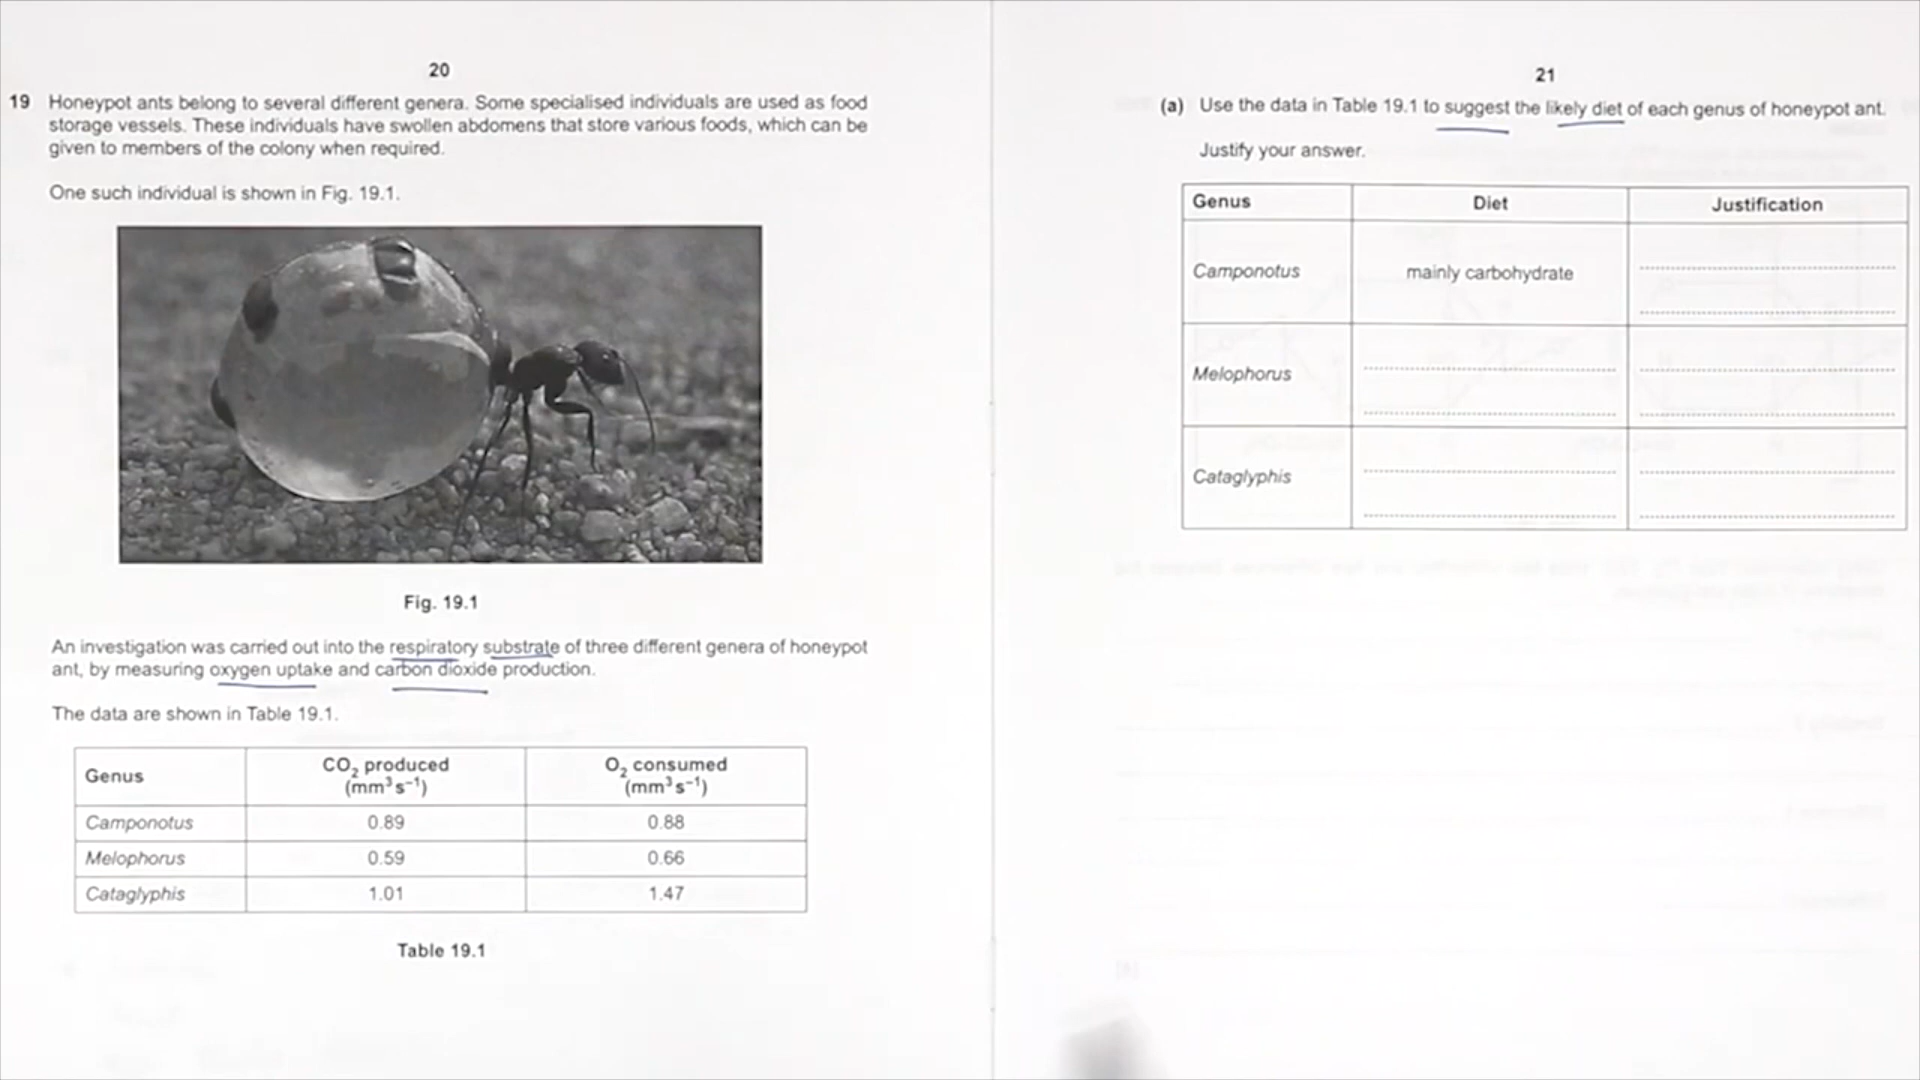 20
19 Honeypot ants belong to several different genera. Some specialised individuals are used as food
storage vessels. These individuals have swollen abdomens that store various foods, which can be
given to members of the colony when required.
One such individual is shown in Fig. 19.1.
Fig. 19.1
An investigation was carried out into the respiratory substrate of three different genera of honeypot
ant, by measuring oxygen uptake and carbon dioxide production.
The data are shown in Table 19.1.
Genus CO₂ produced (mm³ s⁻¹) O₂ consumed (mm³ s⁻¹)
Camponotus 0.89 0.88
Melophorus 0.59 0.66
Cataglyphis 1.01 1.47
Table 19.1
21
(a) Use the data in Table 19.1 to suggest the likely diet of each genus of honeypot ant.
Justify your answer.
Genus Diet Justification
Camponotus mainly carbohydrate
Melophorus
Cataglyphis